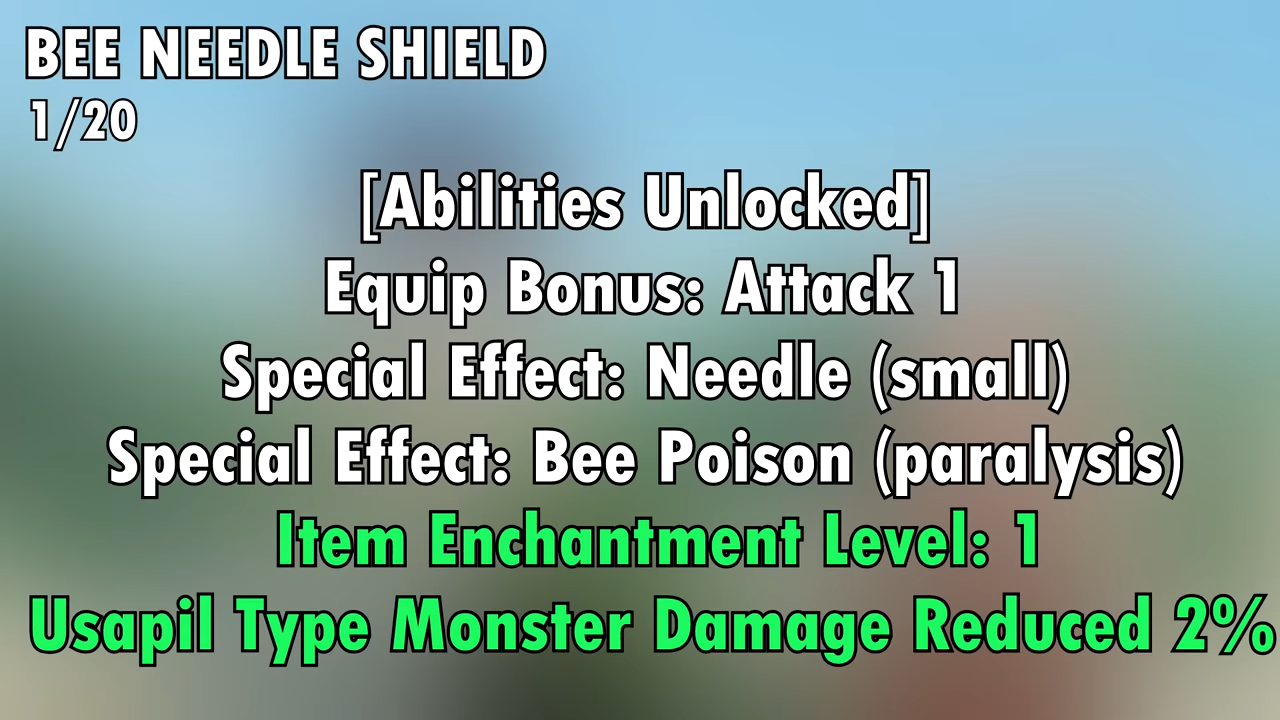 BEE NEEDLE SHIELD
1/20
[Abilities Unlocked]
Equip Bonus: Attack 1
Special Effect: Needle (small)
Special Effect: Bee Poison (paralysis)
Item Enchantment Level: 1
Usapil Type Monster Damage Reduced 2%